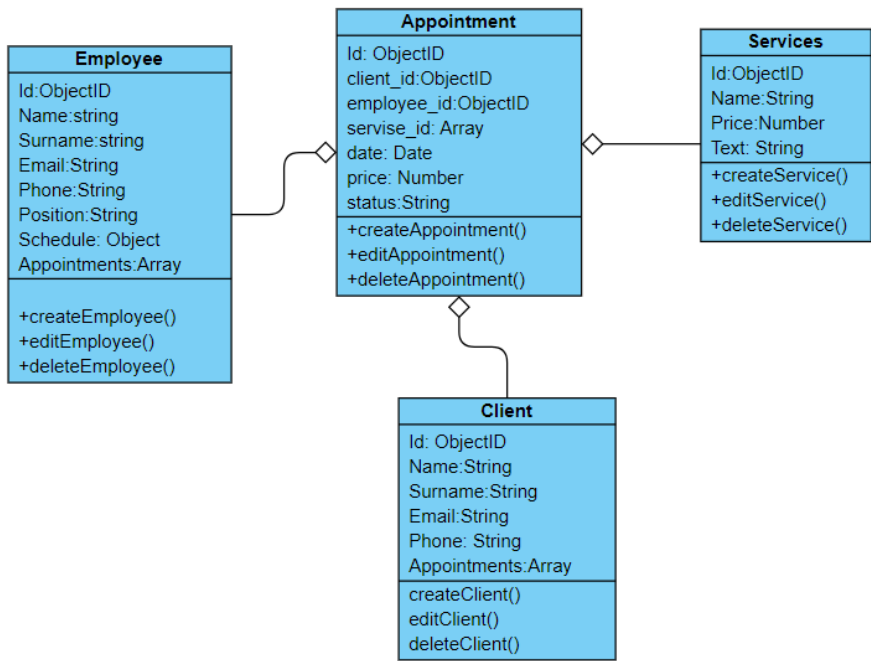 Employee
Id:ObjectID
Name:string
Surname:string
Email:String
Phone:String
Position:String
Schedule: Object
Appointments:Array
+createEmployee()
+editEmployee()
+deleteEmployee()
Appointment
Id: ObjectID
client_id:ObjectID
employee_id:ObjectID
servise_id: Array
date: Date
price: Number
status:String
+createAppointment()
+editAppointment()
+deleteAppointment()
Services
Id:ObjectID
Name:String
Price:Number
Text: String
+createService()
+editService()
+deleteService()
Client
Id: ObjectID
Name:String
Surname:String
Email:String
Phone: String
Appointments:Array
createClient()
editClient()
deleteClient()